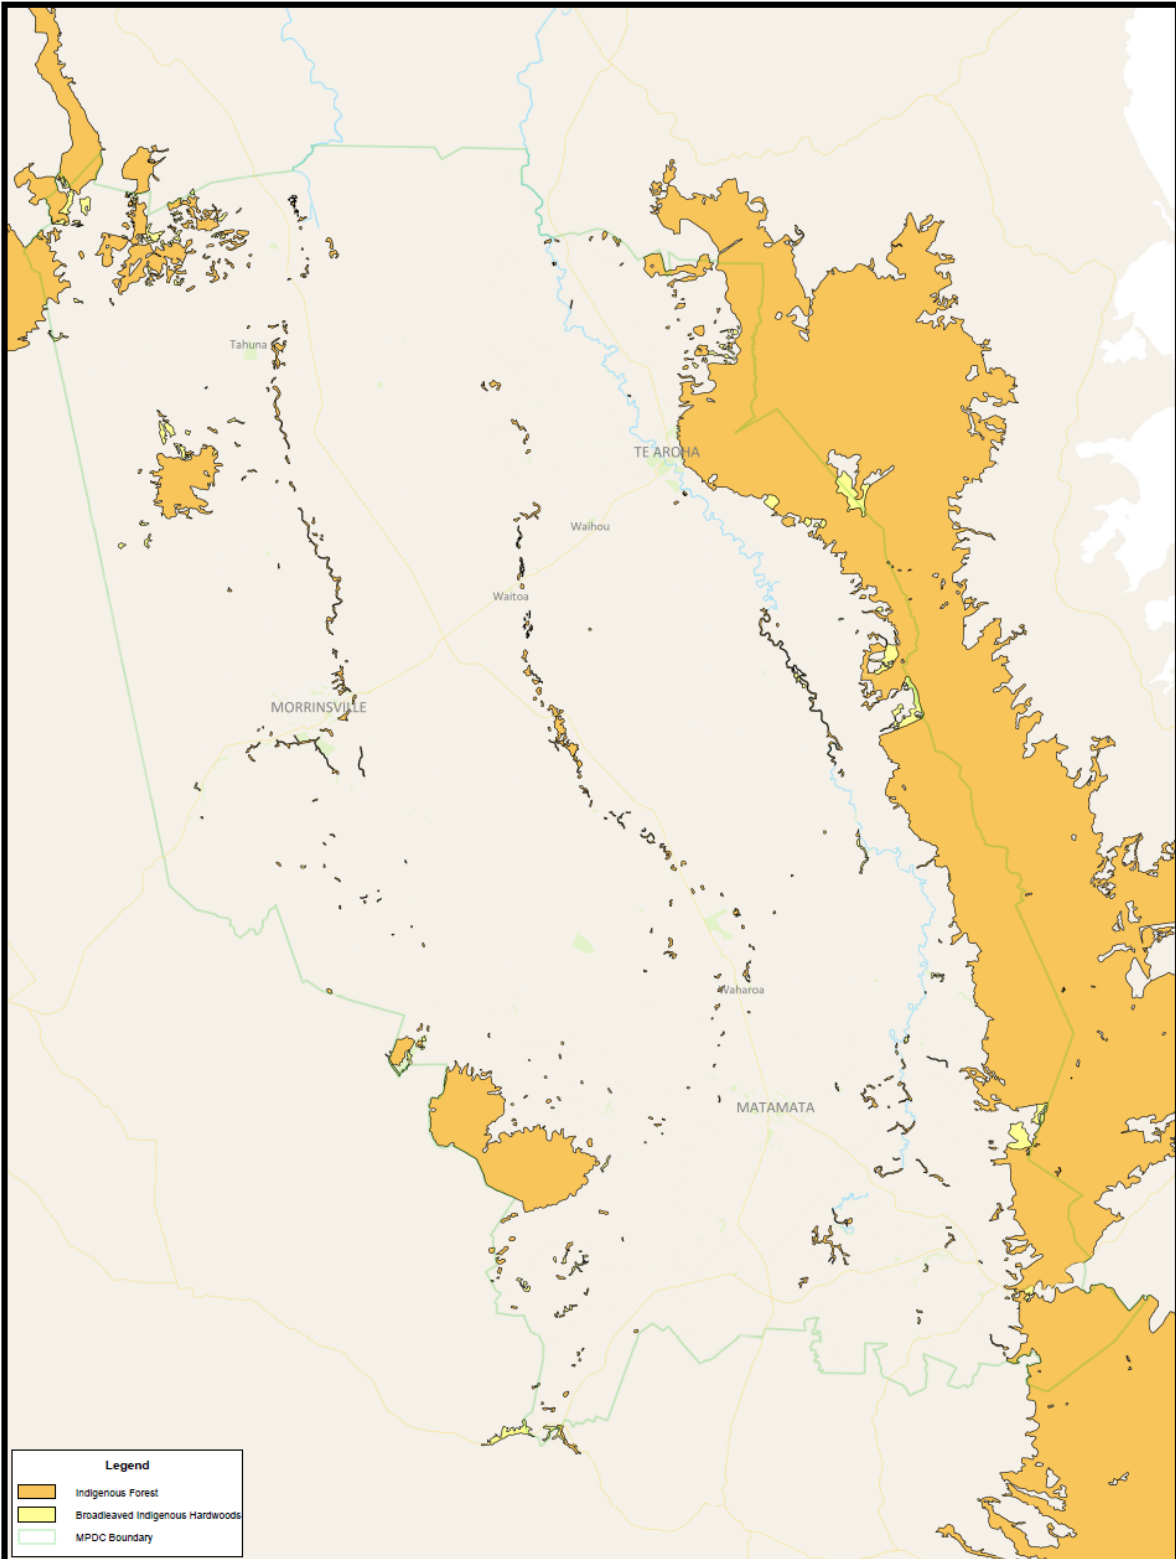 Tahuna
TE AROHA
Waihou
Waitoa
MORRINSVILLE
Waharoa
MATAMATA
Legend
Indigenous Forest
Broadleaved Indigenous Hardwoods
MPDC Boundary